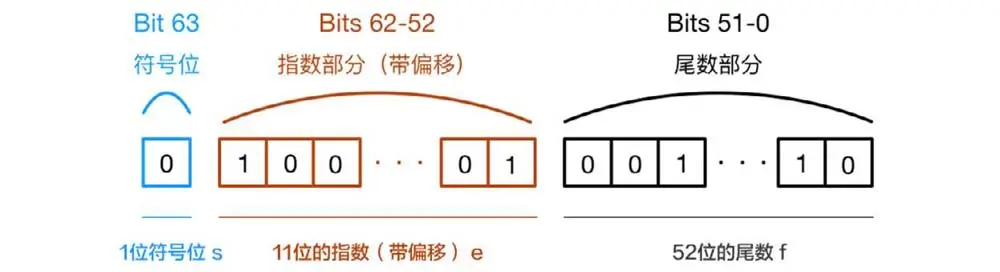 Bit 63 Bits 62-52 Bits 51-0
符号位 指数部分（带偏移） 尾数部分
0 1 0 0 · · · 0 1 0 0 1 · · · 1 0
1位符号位 s 11位的指数（带偏移）e 52位的尾数 f